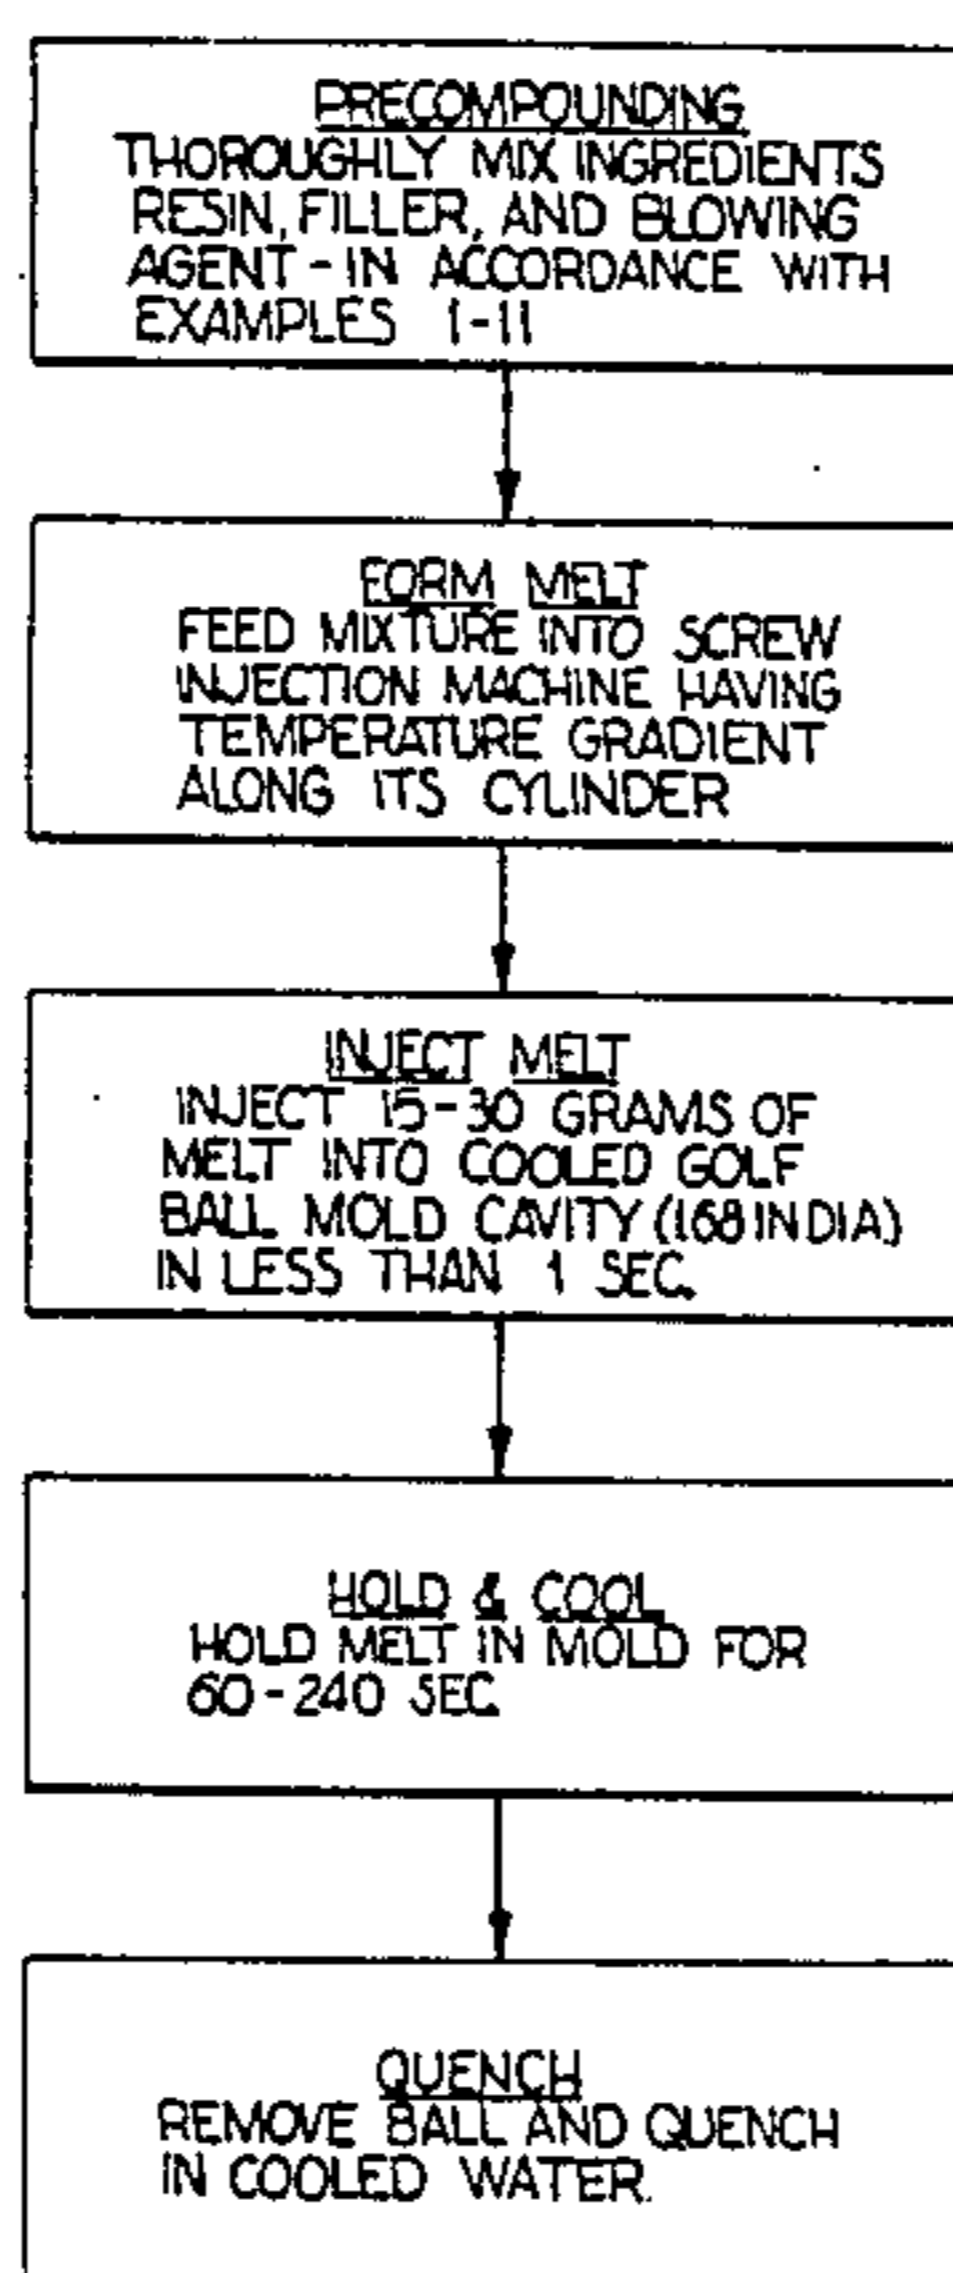 PRECOMPOUNDING
THOROUGHLY MIX INGREDIENTS
RESIN, FILLER, AND BLOWING
AGENT - IN ACCORDANCE WITH
EXAMPLES 1-11
FORM MELT
FEED MIXTURE INTO SCREW
INJECTION MACHINE HAVING
TEMPERATURE GRADIENT
ALONG ITS CYLINDER
INJECT MELT
INJECT 15-30 GRAMS OF
MELT INTO COOLED GOLF
BALL MOLD CAVITY (1.68 IN DIA.)
IN LESS THAN 1 SEC.
HOLD & COOL
HOLD MELT IN MOLD FOR
60-240 SEC.
QUENCH
REMOVE BALL AND QUENCH
IN COOLED WATER.